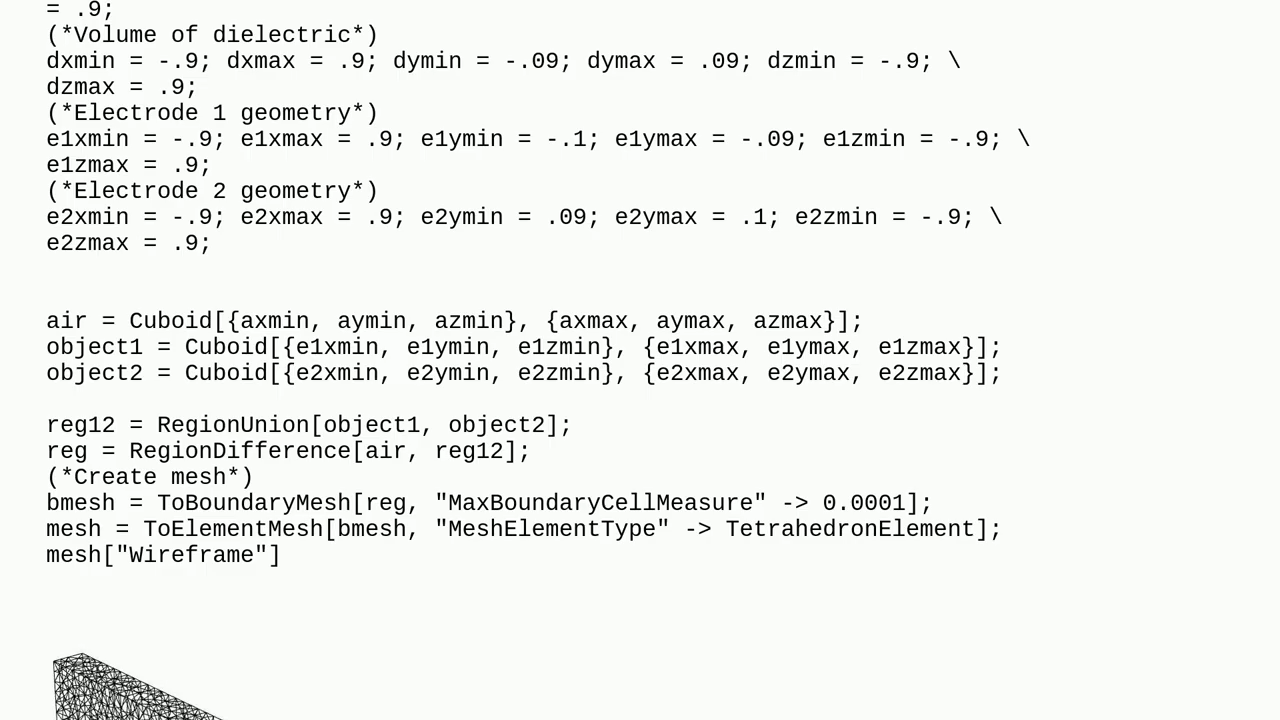 = .9;
(*Volume of dielectric*)
dxmin = -.9; dxmax = .9; dymin = -.09; dymax = .09; dzmin = -.9; \
dzmax = .9;
(*Electrode 1 geometry*)
e1xmin = -.9; e1xmax = .9; e1ymin = -.1; e1ymax = -.09; e1zmin = -.9; \
e1zmax = .9;
(*Electrode 2 geometry*)
e2xmin = -.9; e2xmax = .9; e2ymin = .09; e2ymax = .1; e2zmin = -.9; \
e2zmax = .9;
air = Cuboid[{axmin, aymin, azmin}, {axmax, aymax, azmax}];
object1 = Cuboid[{e1xmin, e1ymin, e1zmin}, {e1xmax, e1ymax, e1zmax}];
object2 = Cuboid[{e2xmin, e2ymin, e2zmin}, {e2xmax, e2ymax, e2zmax}];
reg12 = RegionUnion[object1, object2];
reg = RegionDifference[air, reg12];
(*Create mesh*)
bmesh = ToBoundaryMesh[reg, "MaxBoundaryCellMeasure" -> 0.0001];
mesh = ToElementMesh[bmesh, "MeshElementType" -> TetrahedronElement];
mesh["Wireframe"]